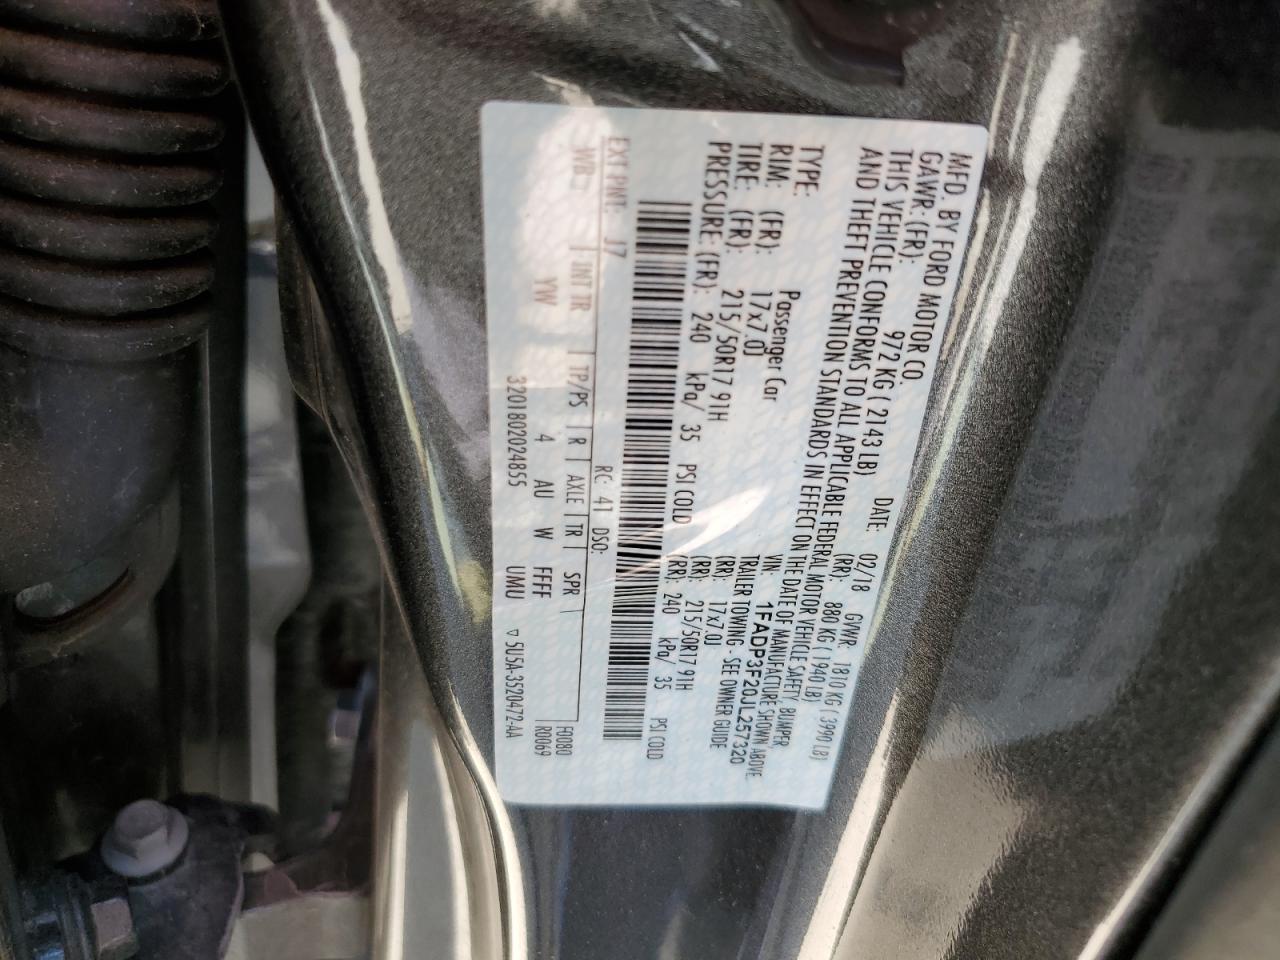 MFD. BY FORD MOTOR CO.
DATE: 02/18 GVWR: 1810 KG ( 3990 LB)
GAWR: (FR): 972 KG ( 2143 LB) (RR): 880 KG ( 1940 LB)
THIS VEHICLE CONFORMS TO ALL APPLICABLE FEDERAL MOTOR VEHICLE SAFETY, BUMPER,
AND THEFT PREVENTION STANDARDS IN EFFECT ON THE DATE OF MANUFACTURE SHOWN ABOVE.
VIN: 1FADP3F20JL257320
TYPE: Passenger Car TRAILER TOWING - SEE OWNER GUIDE
RIM: (FR): 17x7.0J (RR): 17x7.0J
TIRE: (FR): 215/50R17 91H (RR): 215/50R17 91H
PRESSURE: (FR): 240 kPa/ 35 PSI COLD (RR): 240 kPa/ 35 PSI COLD
EXT PNT: J7 RC: 41 DSO:
WB INT TR TP/PS R AXLE TR SPR F0080
YW 4 AU W FFF R0069
3201802024855 UMU ▽ 5U5A-3520472-AA